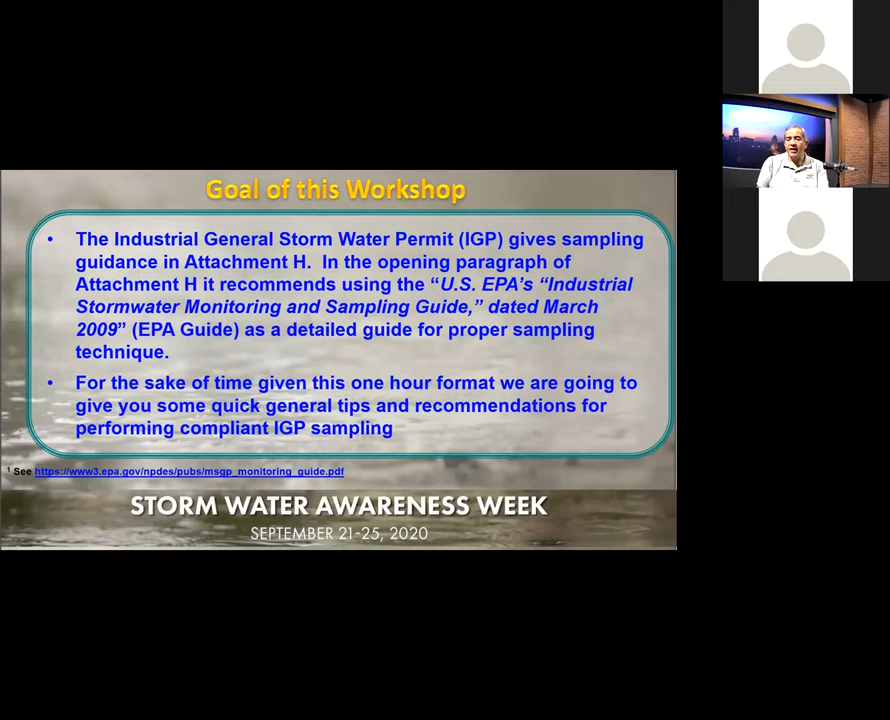 Goal of this Workshop
• The Industrial General Storm Water Permit (IGP) gives sampling
guidance in Attachment H. In the opening paragraph of
Attachment H it recommends using the “U.S. EPA’s “Industrial
Stormwater Monitoring and Sampling Guide,” dated March
2009” (EPA Guide) as a detailed guide for proper sampling
technique.
• For the sake of time given this one hour format we are going to
give you some quick general tips and recommendations for
performing compliant IGP sampling
1 See https://www3.epa.gov/npdes/pubs/msgp_monitoring_guide.pdf
STORM WATER AWARENESS WEEK
SEPTEMBER 21-25, 2020